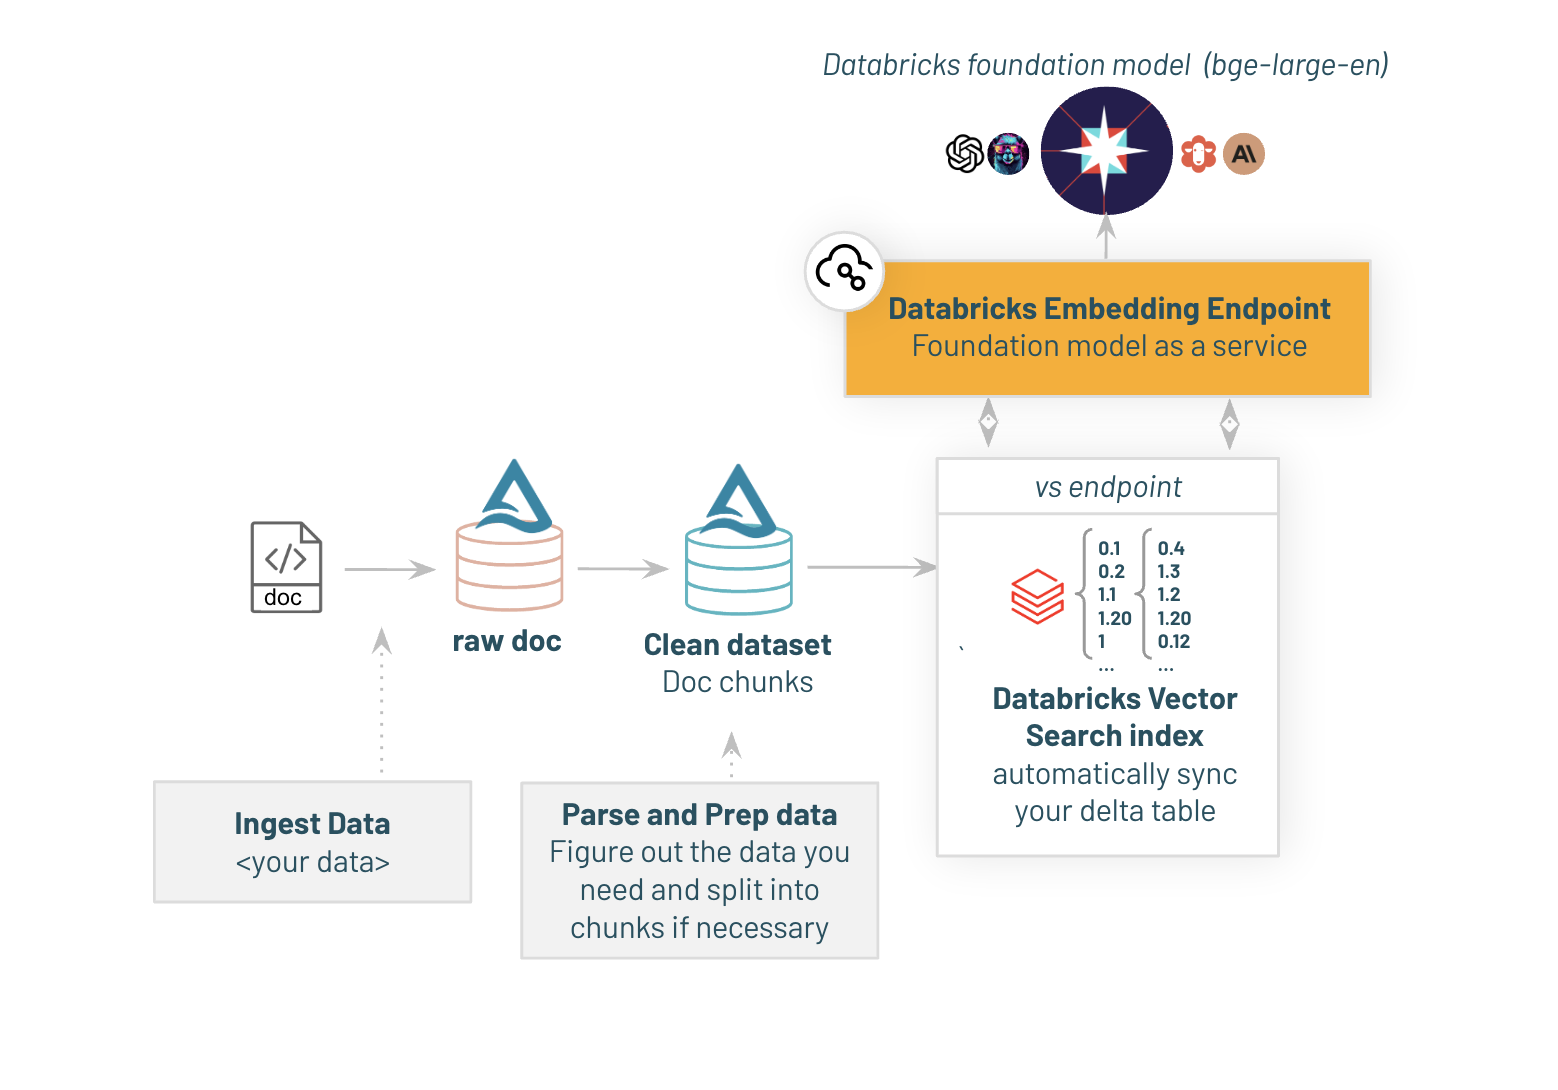 Databricks foundation model (bge-large-en)
AI
Databricks Embedding Endpoint
Foundation model as a service
vs endpoint
</>
doc
raw doc
Clean dataset
Doc chunks
0.1
0.2
1.1
1.20
1
...
0.4
1.3
1.2
1.20
0.12
...
`
Databricks Vector
Search index
automatically sync
your delta table
Ingest Data
<your data>
Parse and Prep data
Figure out the data you
need and split into
chunks if necessary